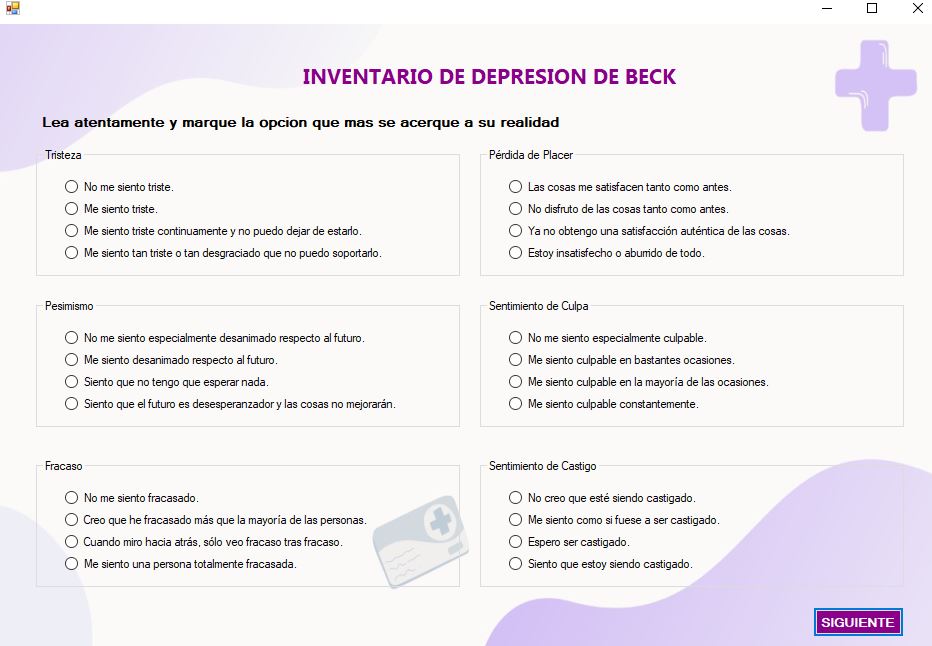 INVENTARIO DE DEPRESION DE BECK
Lea atentamente y marque la opcion que mas se acerque a su realidad
Tristeza
No me siento triste.
Me siento triste.
Me siento triste continuamente y no puedo dejar de estarlo.
Me siento tan triste o tan desgraciado que no puedo soportarlo.
Pérdida de Placer
Las cosas me satisfacen tanto como antes.
No disfruto de las cosas tanto como antes.
Ya no obtengo una satisfacción auténtica de las cosas.
Estoy insatisfecho o aburrido de todo.
Pesimismo
No me siento especialmente desanimado respecto al futuro.
Me siento desanimado respecto al futuro.
Siento que no tengo que esperar nada.
Siento que el futuro es desesperanzador y las cosas no mejorarán.
Sentimiento de Culpa
No me siento especialmente culpable.
Me siento culpable en bastantes ocasiones.
Me siento culpable en la mayoría de las ocasiones.
Me siento culpable constantemente.
Fracaso
No me siento fracasado.
Creo que he fracasado más que la mayoría de las personas.
Cuando miro hacia atrás, sólo veo fracaso tras fracaso.
Me siento una persona totalmente fracasada.
Sentimiento de Castigo
No creo que esté siendo castigado.
Me siento como si fuese a ser castigado.
Espero ser castigado.
Siento que estoy siendo castigado.
SIGUIENTE